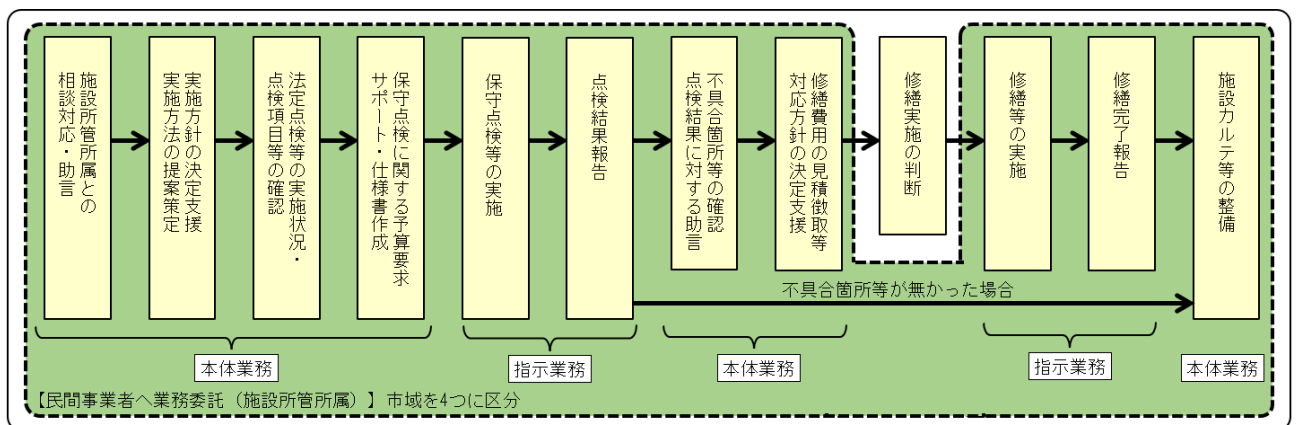 施設所管所属との
相談対応・助言
実施方針の決定支援
実施方法の提案策定
法定点検等の実施状況・
点検項目等の確認
保守点検に関する予算要求
サポート・仕様書作成
保守点検等の実施
点検結果報告
不具合箇所等の確認
点検結果に対する助言
修繕費用の見積徴取等
対応方針の決定支援
修繕実施の判断
修繕等の実施
修繕完了報告
施設カルテ等の整備
不具合箇所等が無かった場合
本体業務
指示業務
本体業務
指示業務
本体業務
【民間事業者へ業務委託（施設所管所属）】市域を4つに区分